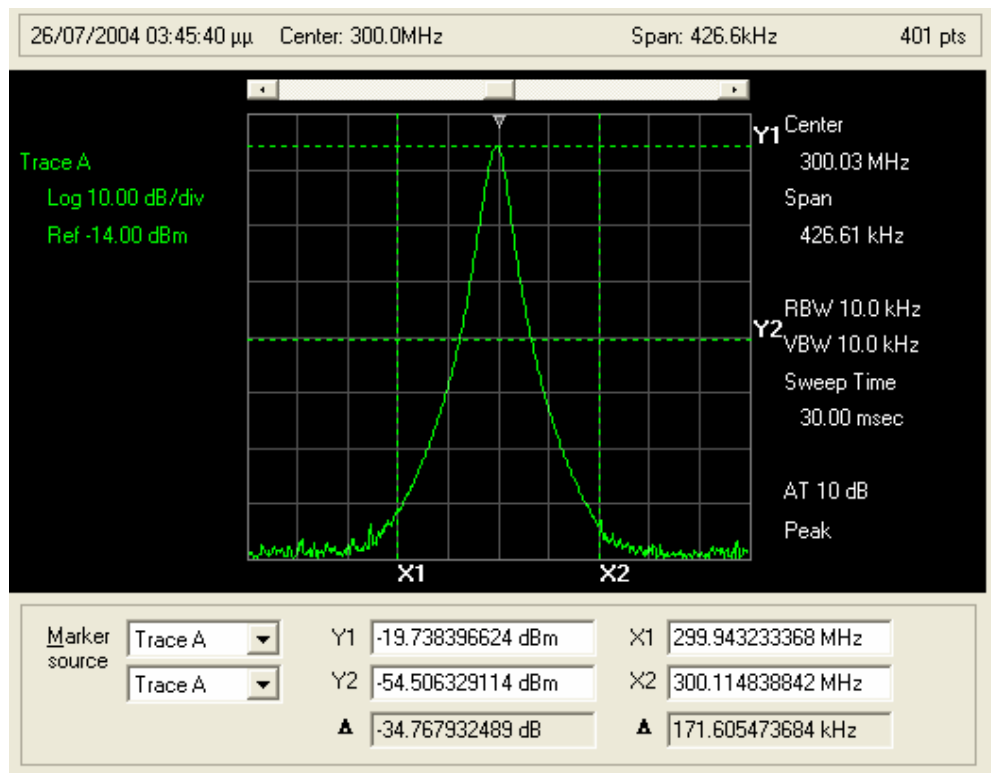 26/07/2004 03:45:40 μμ Center: 300.0MHz Span: 426.6kHz 401 pts
Trace A
Log 10.00 dB/div
Ref -14.00 dBm
Y1
Center
300.03 MHz
Span
426.61 kHz
RBW 10.0 kHz
Y2
VBW 10.0 kHz
Sweep Time
30.00 msec
AT 10 dB
Peak
X1 X2
Marker source
Trace A
Trace A
Y1 -19.738396624 dBm X1 299.943233368 MHz
Y2 -54.506329114 dBm X2 300.114838842 MHz
Δ -34.767932489 dB Δ 171.605473684 kHz